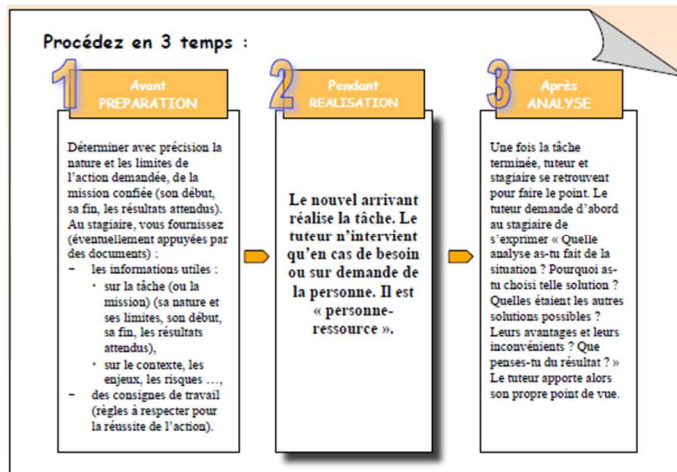 Procédez en 3 temps :
1
Avant
PREPARATION
Déterminer avec précision la
nature et les limites de
l'action demandée, de la
mission confiée (son début,
sa fin, les résultats attendus).
Au stagiaire, vous fournissez
(éventuellement appuyées par
des documents) :
- les informations utiles :
· sur la tâche (ou la
mission) (sa nature et
ses limites, son début,
sa fin, les résultats
attendus),
· sur le contexte, les
enjeux, les risques …,
- des consignes de travail
(règles à respecter pour
la réussite de l'action).
2
Pendant
REALISATION
Le nouvel arrivant
réalise la tâche. Le
tuteur n'intervient
qu'en cas de besoin
ou sur demande de
la personne. Il est
« personne-
ressource ».
3
Après
ANALYSE
Une fois la tâche
terminée, tuteur et
stagiaire se retrouvent
pour faire le point. Le
tuteur demande d'abord
au stagiaire de
s'exprimer « Quelle
analyse as-tu fait de la
situation ? Pourquoi as-
tu choisi telle solution ?
Quelles étaient les autres
solutions possibles ?
Leurs avantages et leurs
inconvénients ? Que
penses-tu du résultat ? »
Le tuteur apporte alors
son propre point de vue.